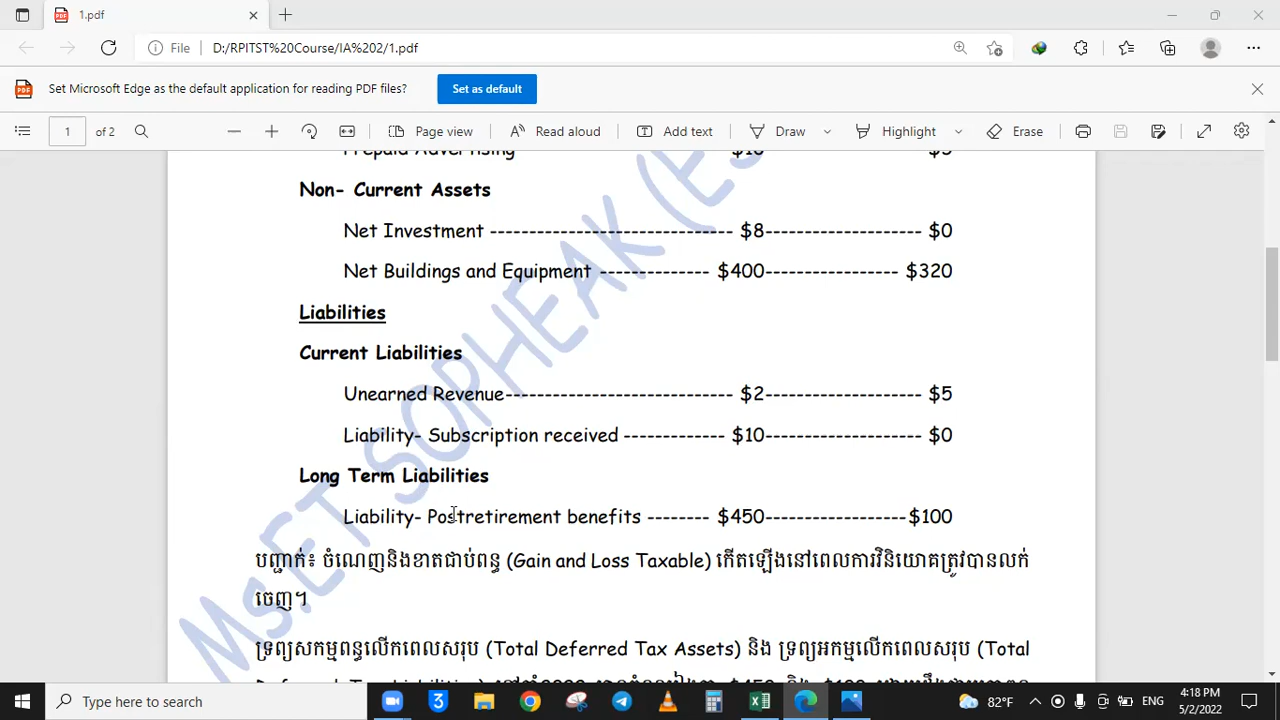 1.pdf
File D:/RPITST%20Course/IA%202/1.pdf
Set Microsoft Edge as the default application for reading PDF files? Set as default
1 of 2 Page view Read aloud Add text Draw Highlight Erase
Prepaid Advertising
Non- Current Assets
Net Investment ------------------------------- $8-------------------- $0
Net Buildings and Equipment -------------- $400----------------- $320
Liabilities
Current Liabilities
Unearned Revenue----------------------------- $2-------------------- $5
Liability- Subscription received ------------- $10-------------------- $0
Long Term Liabilities
Liability- Postretirement benefits -------- $450------------------$100
បញ្ជាក់៖ ចំណេញនិងខាតជាប់ពន្ធ (Gain and Loss Taxable) កើតឡើងនៅពេលការវិនិយោគត្រូវបានលក់
ចេញ។
ទ្រព្យសកម្មពន្ធលើកពេលសរុប (Total Deferred Tax Assets) និង ទ្រព្យអកម្មលើកពេលសរុប (Total
Ms.ET SOPHEAK (ES
Type here to search
82°F ENG 4:18 PM
5/2/2022